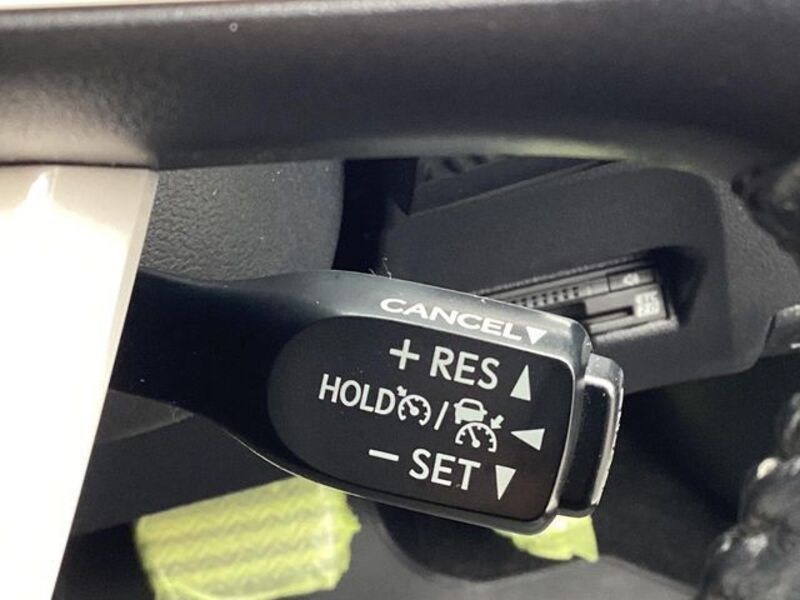 CANCEL▼
+ RES ▲
HOLD / ◀
− SET ▼